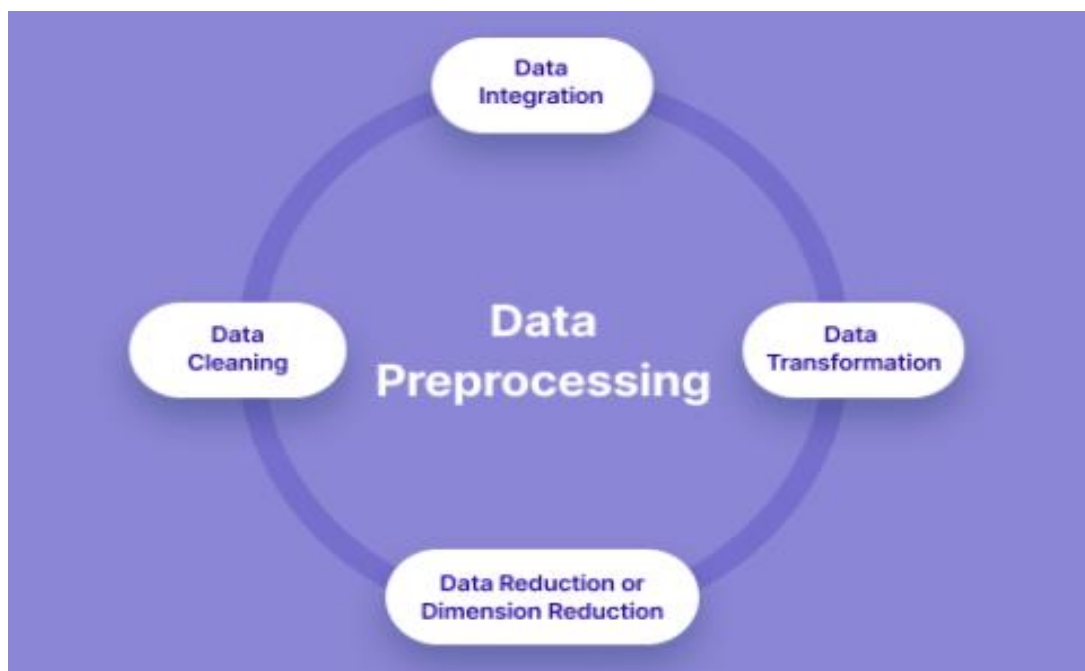 Data
Integration
Data
Cleaning
Data
Preprocessing
Data
Transformation
Data Reduction or
Dimension Reduction